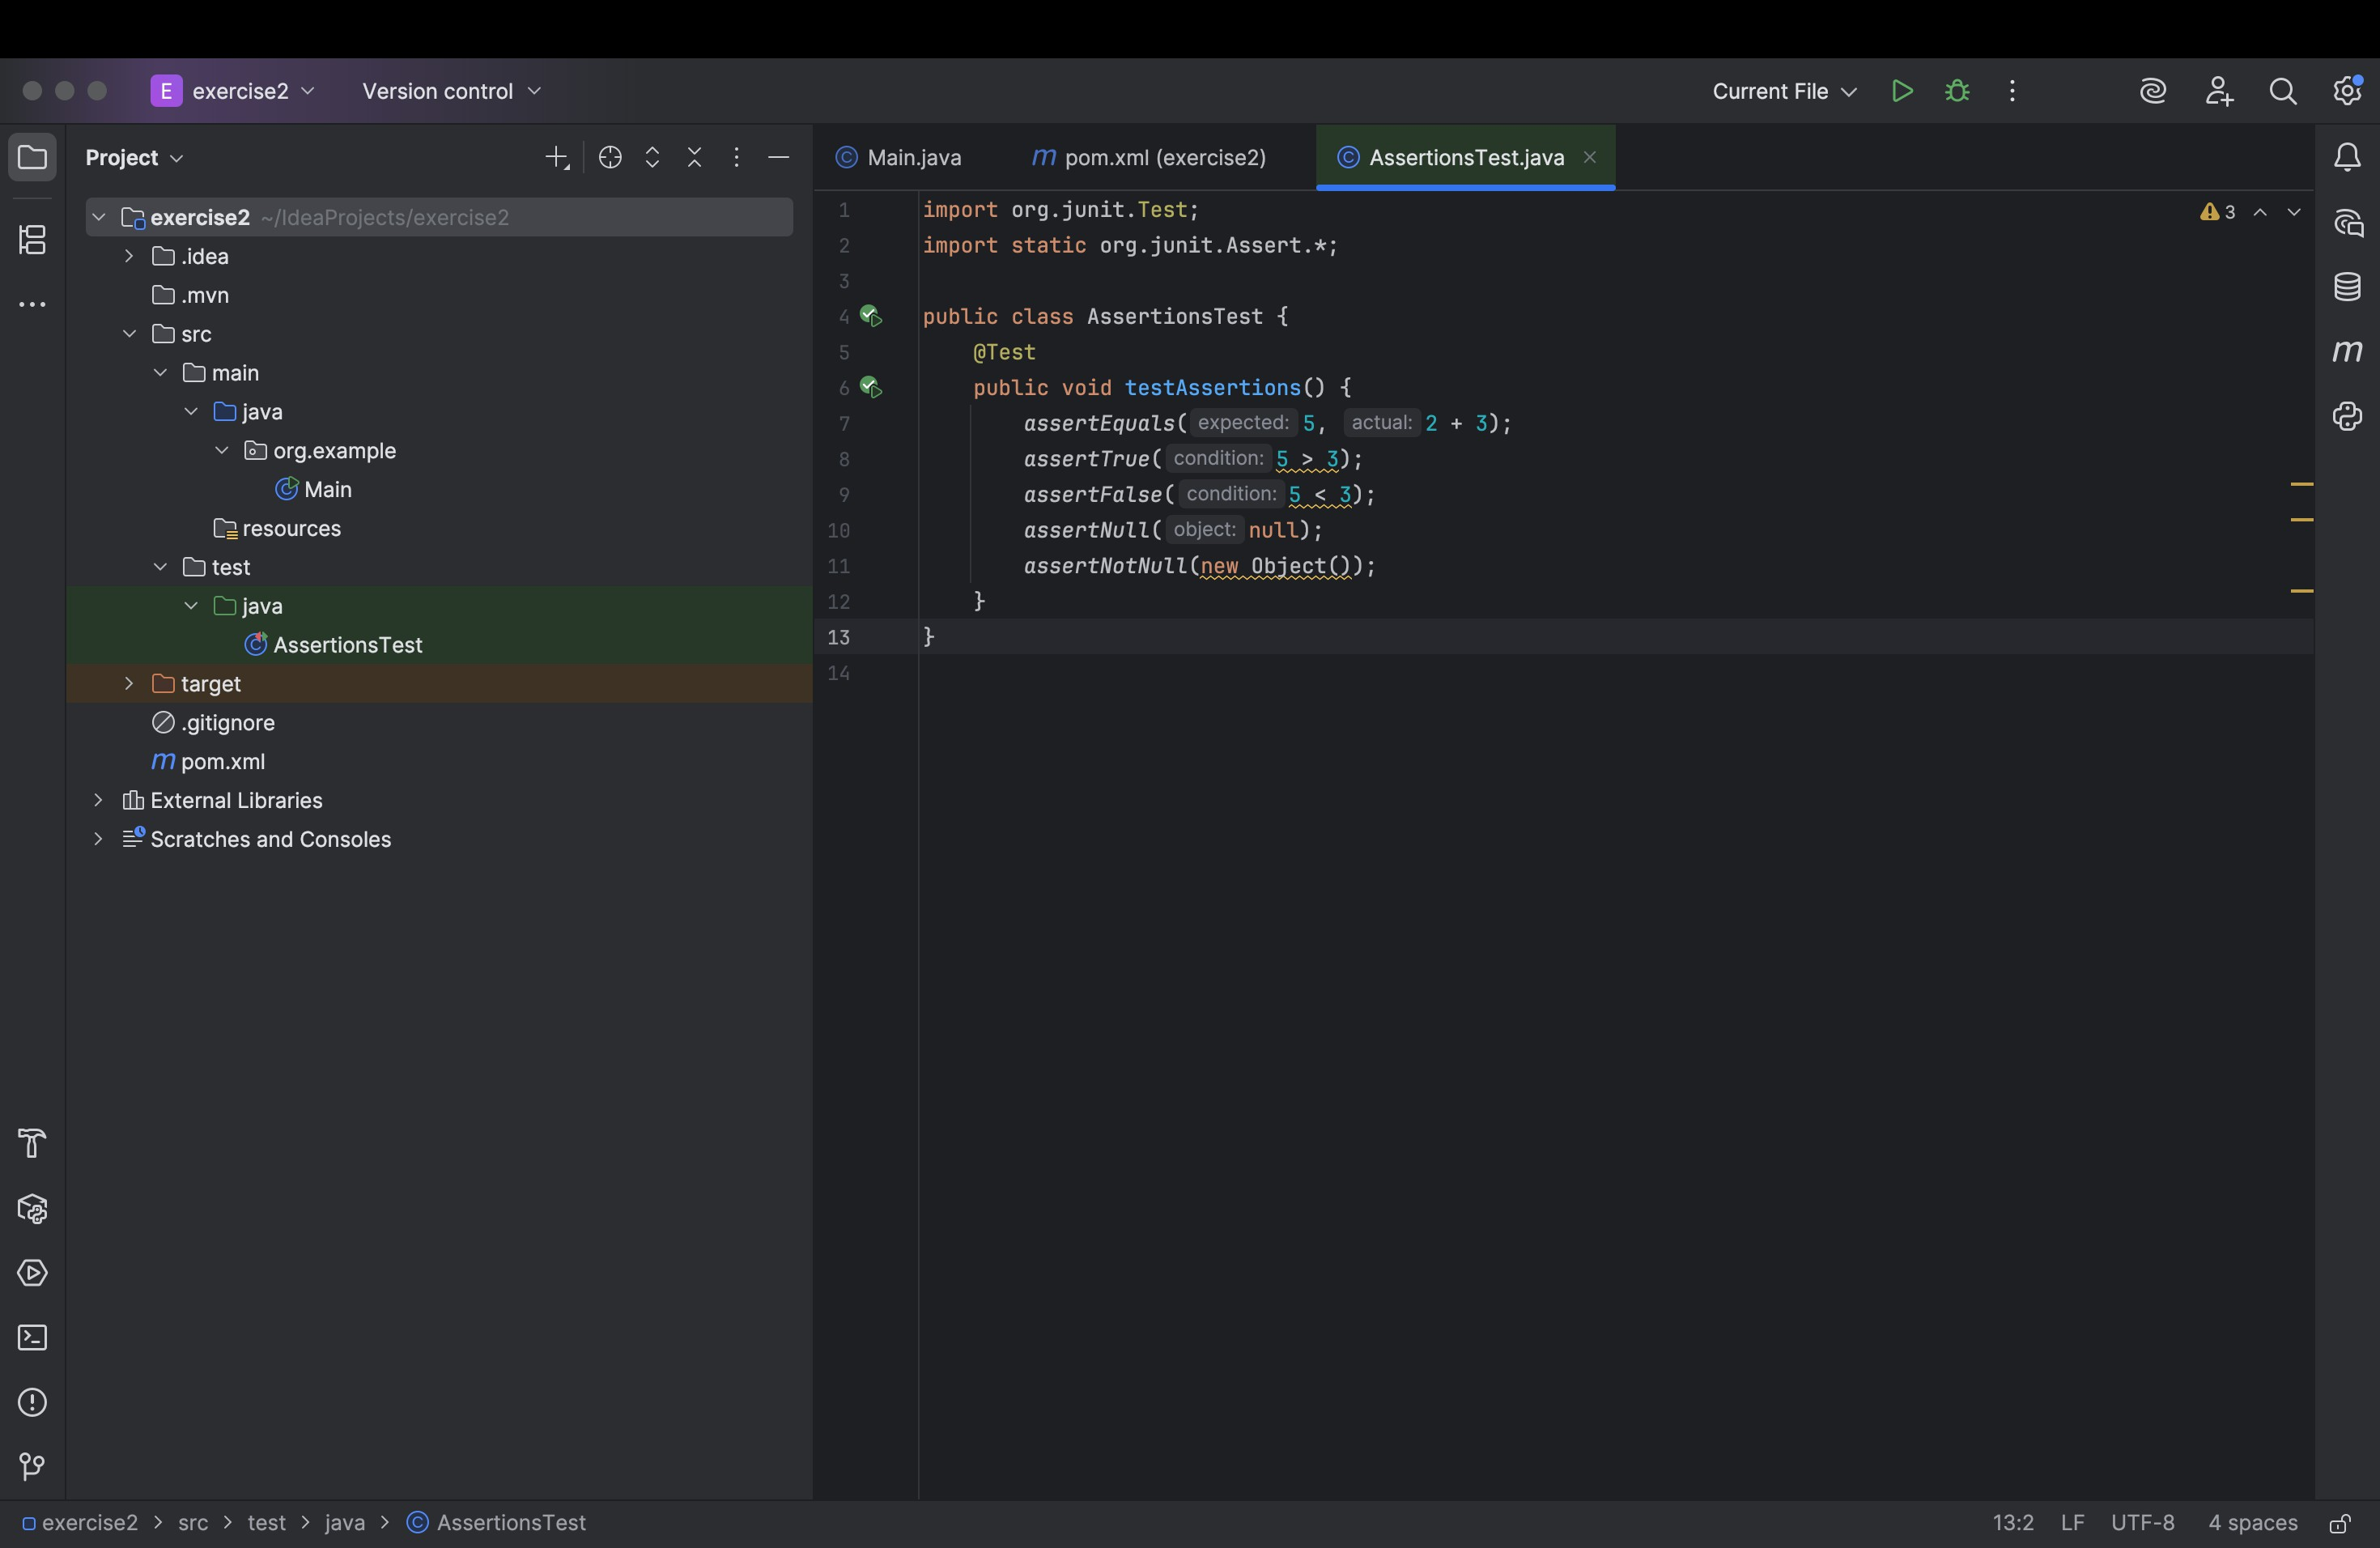 E exercise2 Version control Current File
Project
Main.java pom.xml (exercise2) AssertionsTest.java
exercise2 ~/IdeaProjects/exercise2
.idea
.mvn
src
main
java
org.example
Main
resources
test
java
AssertionsTest
target
.gitignore
m pom.xml
External Libraries
Scratches and Consoles
1 import org.junit.Test;
2 import static org.junit.Assert.*;
3
4 public class AssertionsTest {
5 @Test
6 public void testAssertions() {
7 assertEquals( expected: 5, actual: 2 + 3);
8 assertTrue( condition: 5 > 3);
9 assertFalse( condition: 5 < 3);
10 assertNull( object: null);
11 assertNotNull(new Object());
12 }
13 }
14
3
exercise2 > src > test > java > AssertionsTest 13:2 LF UTF-8 4 spaces